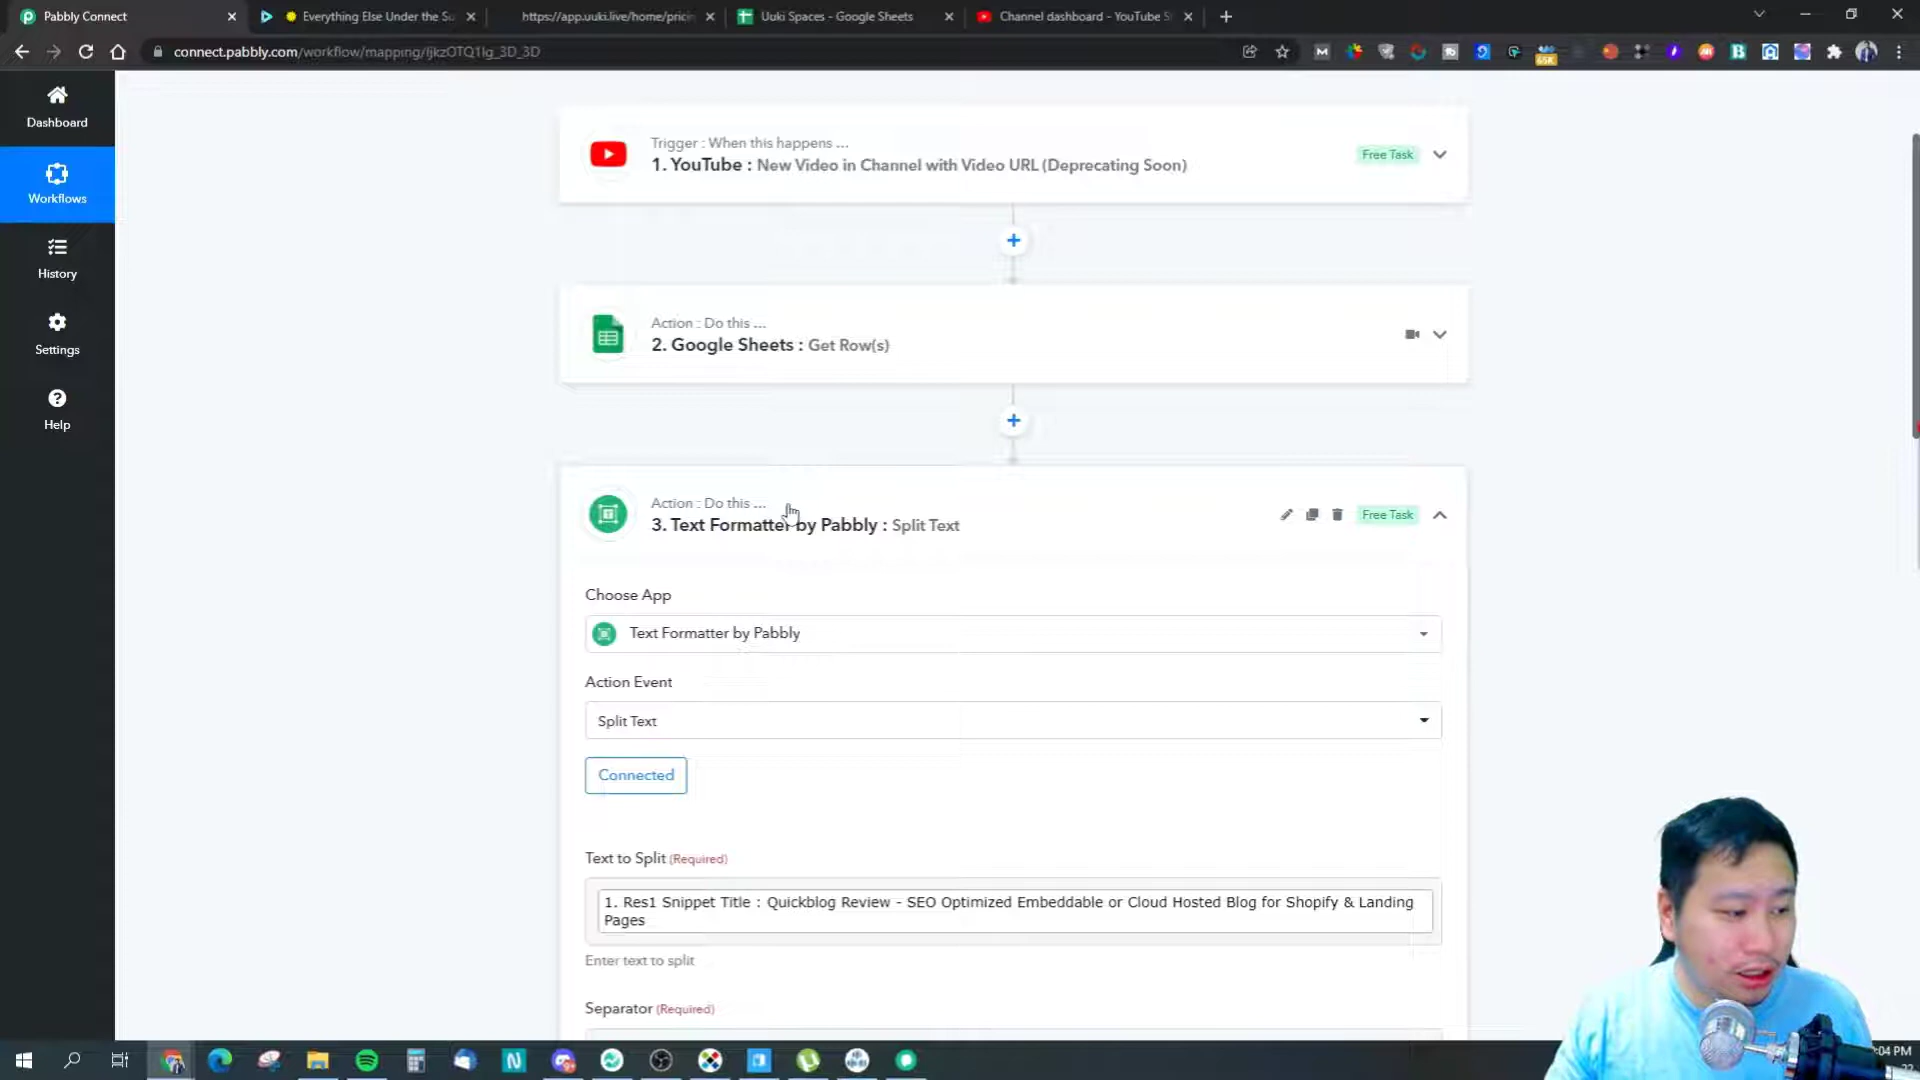 Pabbly Connect
Everything Else Under the Su
https://app.uuki.live/home/pricin
Uuki Spaces - Google Sheets
Channel dashboard - YouTube S
connect.pabbly.com/workflow/mapping/IjkzOTQ1Ig_3D_3D
65K
Dashboard
Workflows
History
Settings
Help
Trigger : When this happens ...
1. YouTube : New Video in Channel with Video URL (Deprecating Soon)
Free Task
Action : Do this ...
2. Google Sheets : Get Row(s)
Action : Do this ...
3. Text Formatter by Pabbly : Split Text
Free Task
Choose App
Text Formatter by Pabbly
Action Event
Split Text
Connected
Text to Split (Required)
1. Res1 Snippet Title : Quickblog Review - SEO Optimized Embeddable or Cloud Hosted Blog for Shopify & Landing
Pages
Enter text to split
Separator (Required)
:04 PM